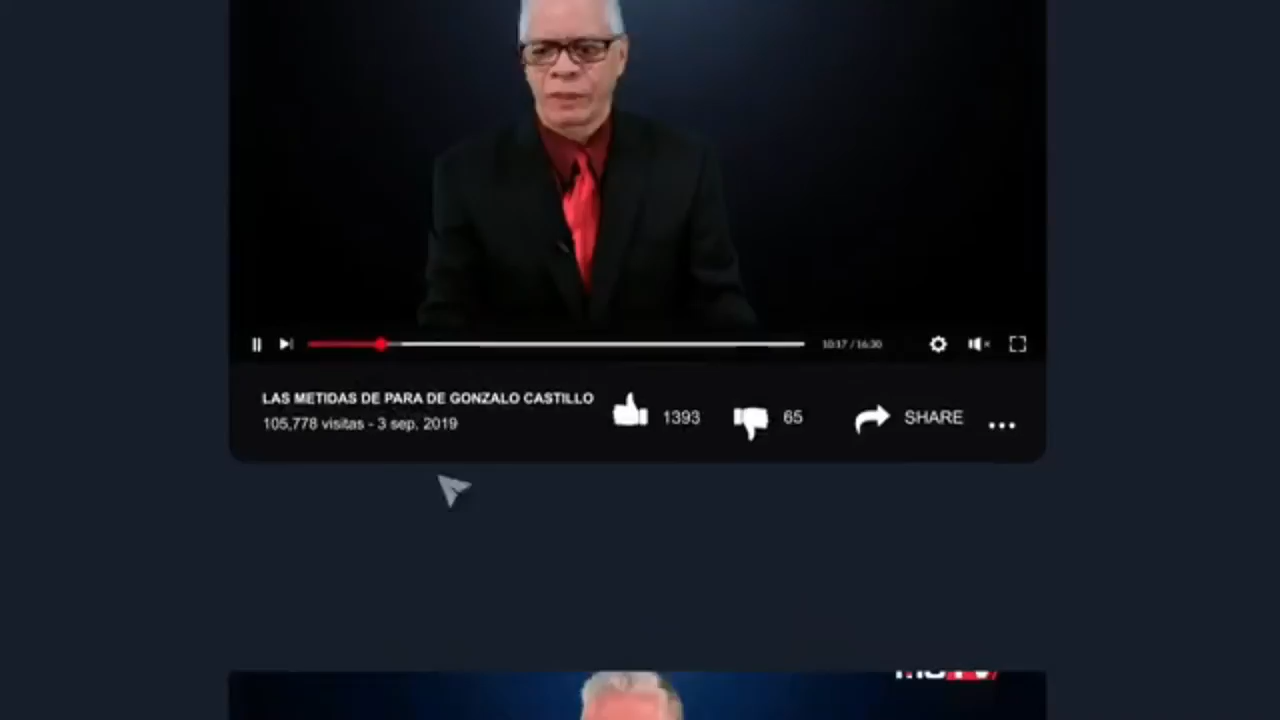 10:17 / 16:30
LAS METIDAS DE PARA DE GONZALO CASTILLO
105,778 visitas - 3 sep. 2019
1393
65
SHARE